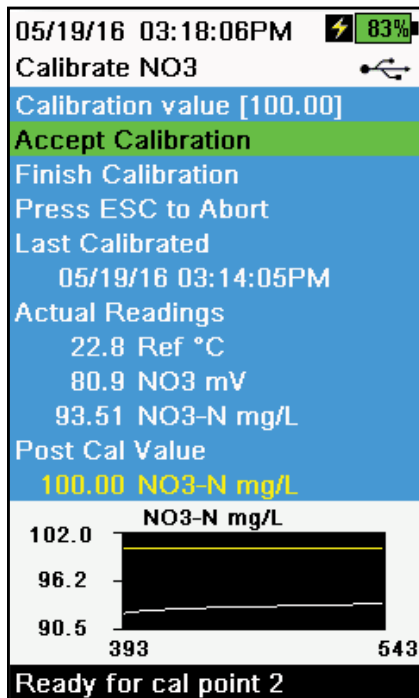 05/19/16 03:18:06PM 83%
Calibrate NO3
Calibration value [100.00]
Accept Calibration
Finish Calibration
Press ESC to Abort
Last Calibrated
05/19/16 03:14:05PM
Actual Readings
22.8 Ref °C
80.9 NO3 mV
93.51 NO3-N mg/L
Post Cal Value
100.00 NO3-N mg/L
NO3-N mg/L
102.0
96.2
90.5
393 543
Ready for cal point 2